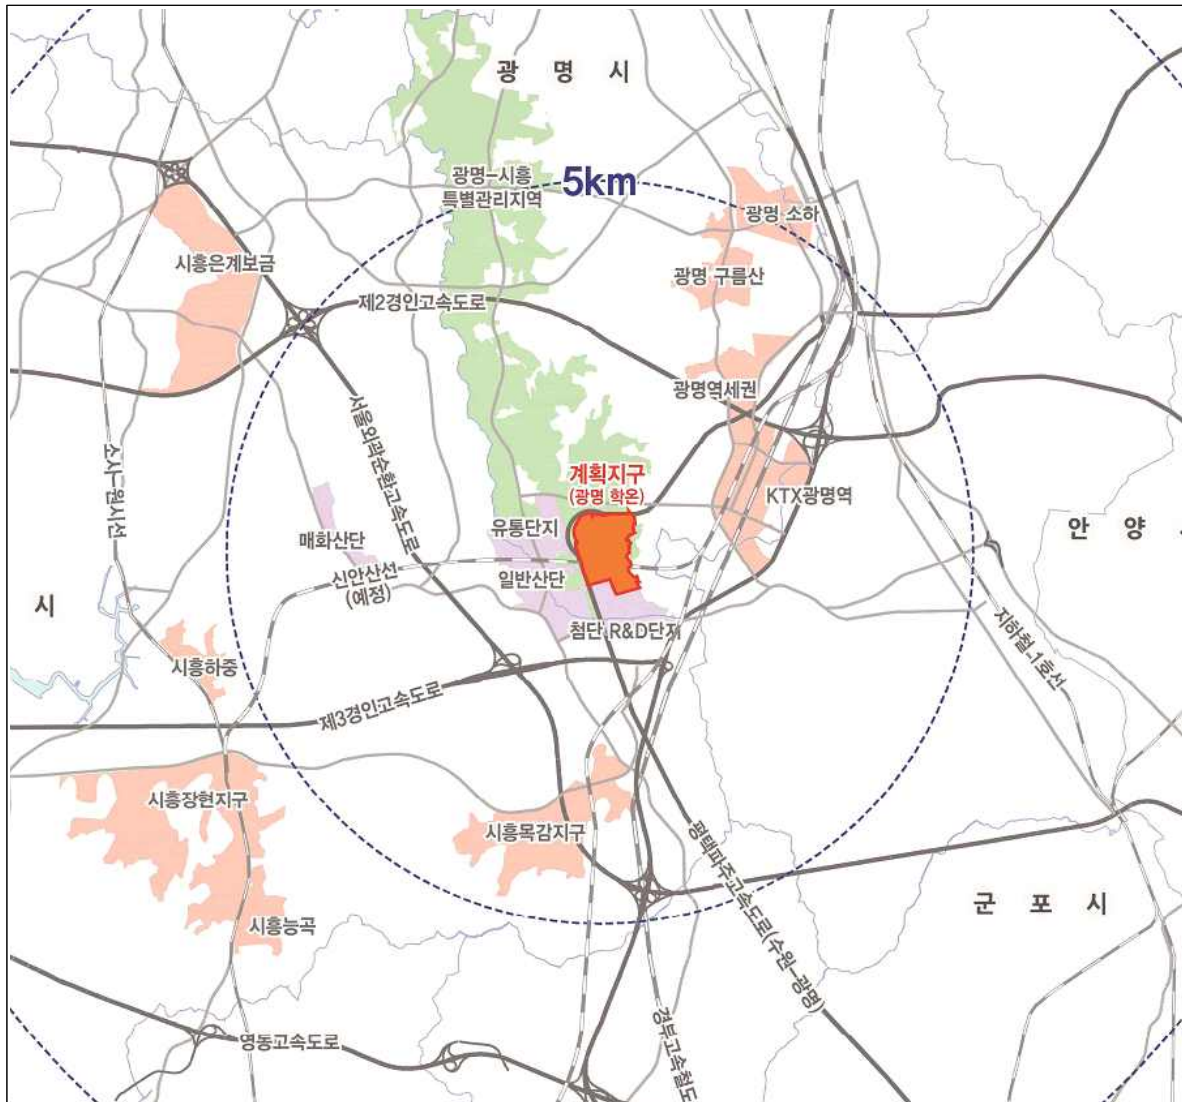 광 명 시
광명-시흥
특별관리지역
5km
광명 소하
시흥은계보금
광명 구름산
제2경인고속도로
광명역세권
서울외곽순환고속도로
소사-원시선
계획지구
(광명 학온)
KTX광명역
유통단지
매화산단
안 양
일반산단
신안산선
(예정)
시
첨단 R&D단지
지하철 1호선
시흥하중
제3경인고속도로
시흥장현지구
시흥목감지구
평택파주고속도로(수원-광명)
군 포 시
시흥능곡
영동고속도로
경부고속철도